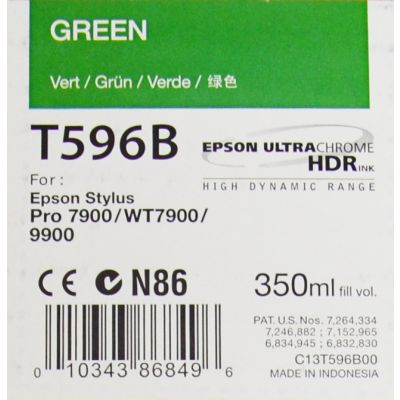 GREEN
Vert / Grün / Verde / 绿色
T596B
EPSON ULTRACHROME
HDR INK
HIGH DYNAMIC RANGE
For :
Epson Stylus
Pro 7900/WT7900/
9900
CE N86
350ml fill vol.
PAT. U.S. Nos. 7,264,334
7,246,882 ; 7,152,965
6,834,945 ; 6,832,830
C13T596B00
MADE IN INDONESIA
0 10343 86849 6